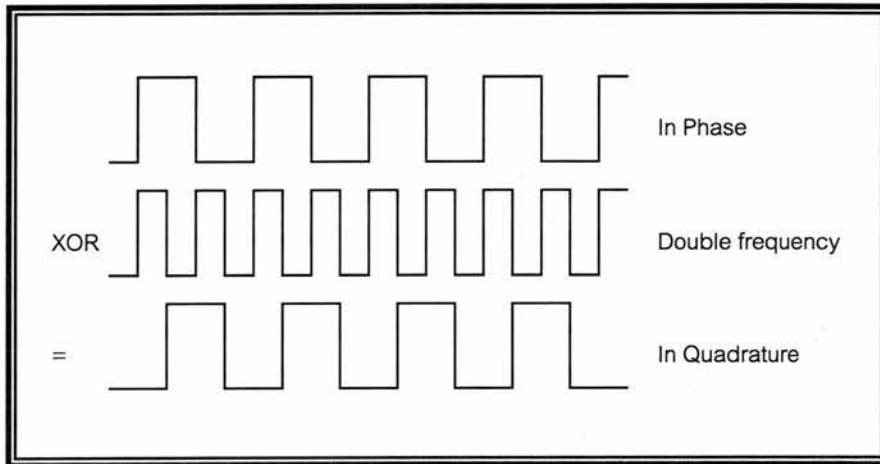 In Phase
XOR Double frequency
= In Quadrature